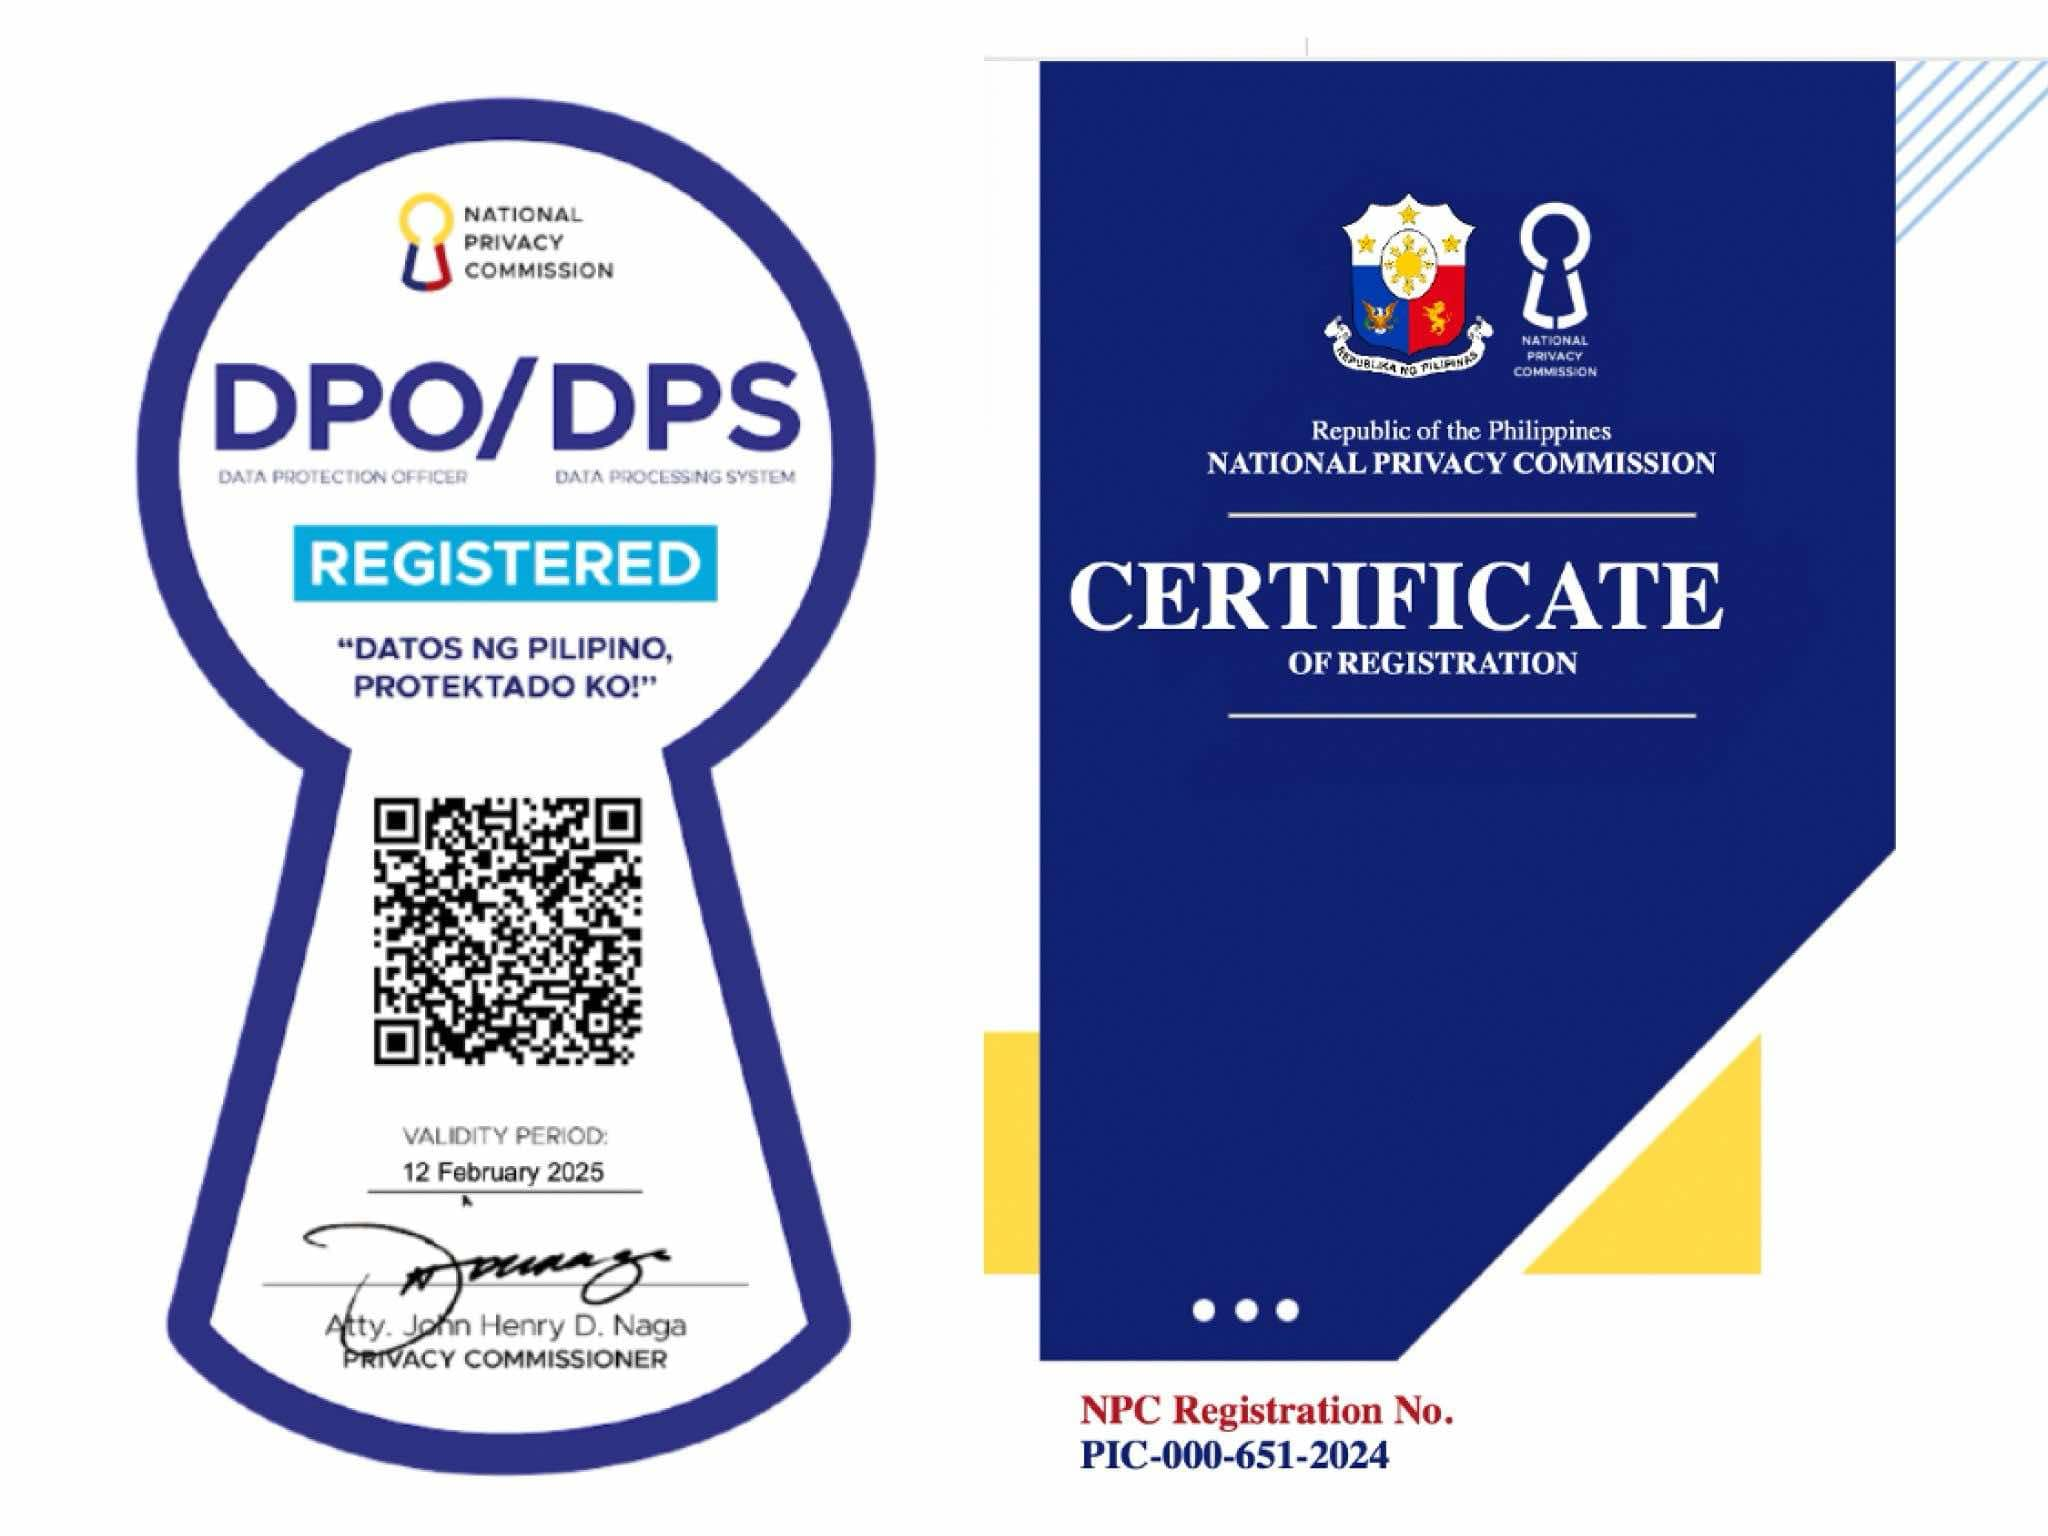 NATIONAL
PRIVACY
COMMISSION
DPO/DPS
DATA PROTECTION OFFICER DATA PROCESSING SYSTEM
REGISTERED
“DATOS NG PILIPINO,
PROTEKTADO KO!”
VALIDITY PERIOD:
12 February 2025
Atty. John Henry D. Naga
PRIVACY COMMISSIONER
REPUBLIKA NG PILIPINAS
NATIONAL
PRIVACY
COMMISSION
Republic of the Philippines
NATIONAL PRIVACY COMMISSION
CERTIFICATE
OF REGISTRATION
NPC Registration No.
PIC-000-651-2024